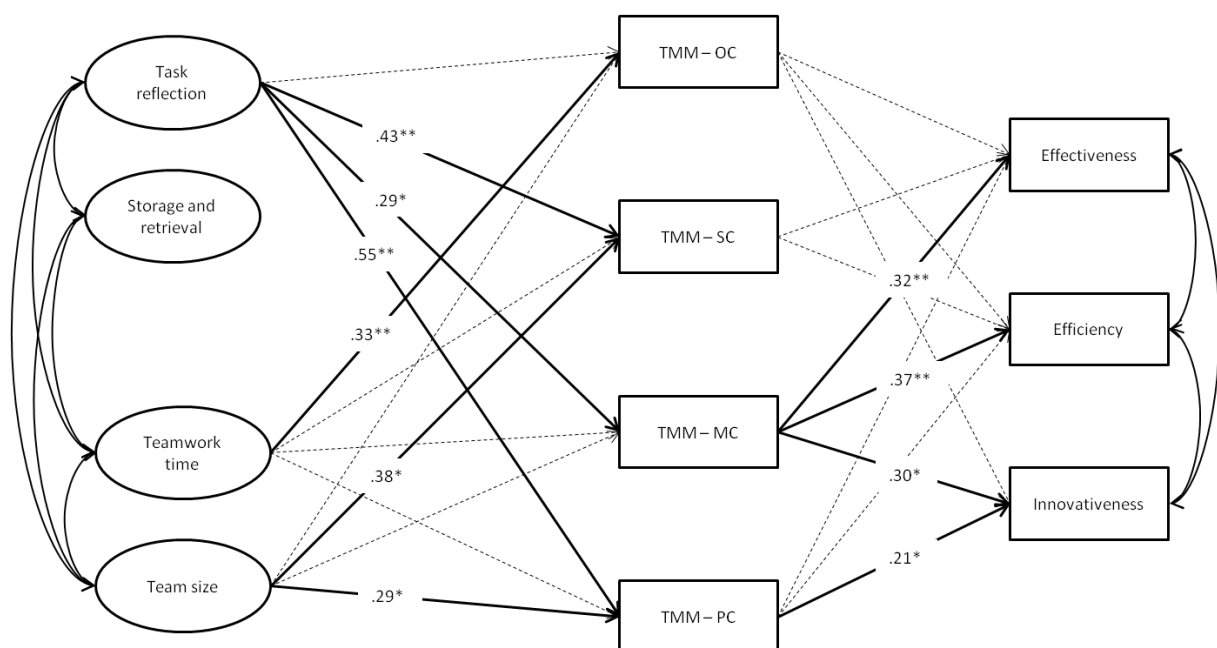 Task
reflection
Storage and
retrieval
Teamwork
time
Team size
.43**
.29*
.55**
.33**
.38*
.29*
TMM – OC
TMM – SC
TMM – MC
TMM – PC
.32**
.37**
.30*
.21*
Effectiveness
Efficiency
Innovativeness